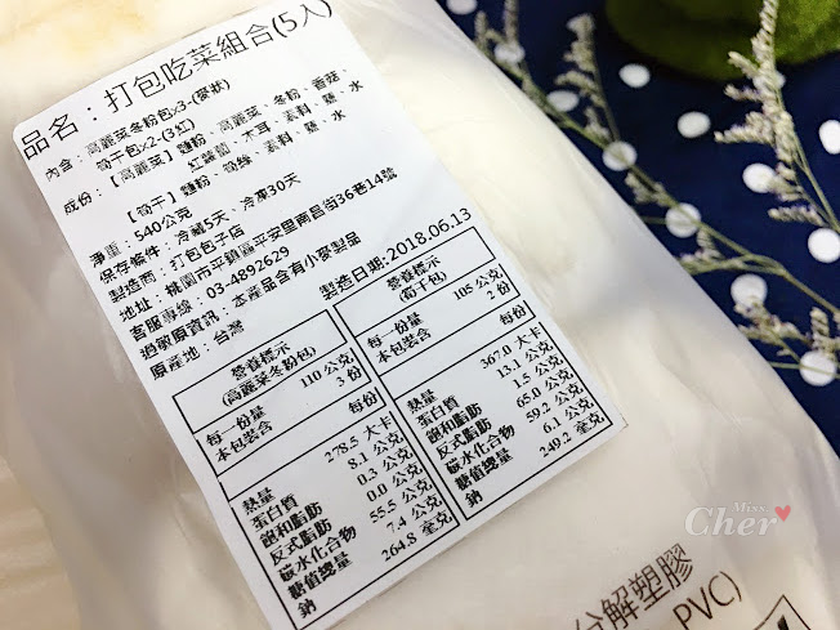 品名：打包吃菜組合(5入)
內含：高麗菜冬粉包x3-(麥狀)
筍干包x2-(3紅)
成份：【高麗菜】麵粉、高麗菜、冬粉、香菇、
紅蘿蔔、木耳、素料、鹽、水
【筍干】麵粉、筍絲、素料、鹽、水
淨重：540公克
保存條件：冷藏5天、冷凍30天
製造商：打包包子店
地址：桃園市平鎮區平安里南昌街36巷14號
客服專線：03-4892629
過敏原資訊：本產品含有小麥製品
原產地：台灣
製造日期:2018.06.13
營養標示
(高麗菜冬粉包)
每一份量 110 公克
本包裝含 3 份
每份
熱量 278.5 大卡
蛋白質 8.1 公克
飽和脂肪 0.3 公克
反式脂肪 0.0 公克
碳水化合物 55.5 公克
糖值總量 7.4 公克
鈉 264.8 毫克
營養標示
(筍干包)
每一份量 105 公克
本包裝含 2 份
每份
熱量 367.0 大卡
蛋白質 13.1 公克
飽和脂肪 1.5 公克
反式脂肪 65.0 公克
碳水化合物 59.2 公克
糖值總量 6.1 公克
鈉 249.2 毫克
Miss.
Cher
分解塑膠
PVC)